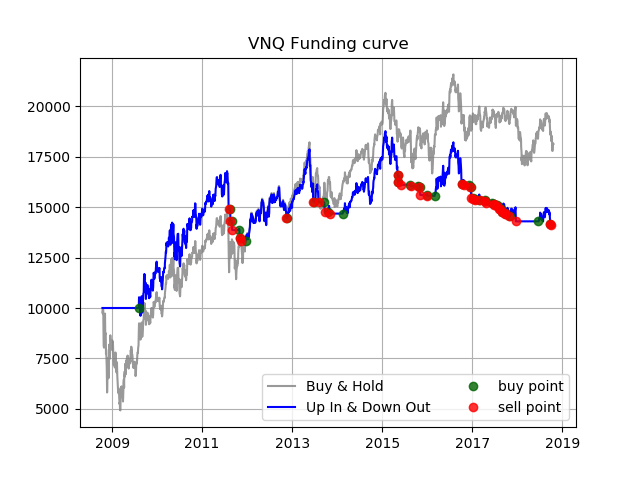 VNQ Funding curve
20000
17500
15000
12500
10000
7500
5000
Buy & Hold
Up In & Down Out
buy point
sell point
2009 2011 2013 2015 2017 2019